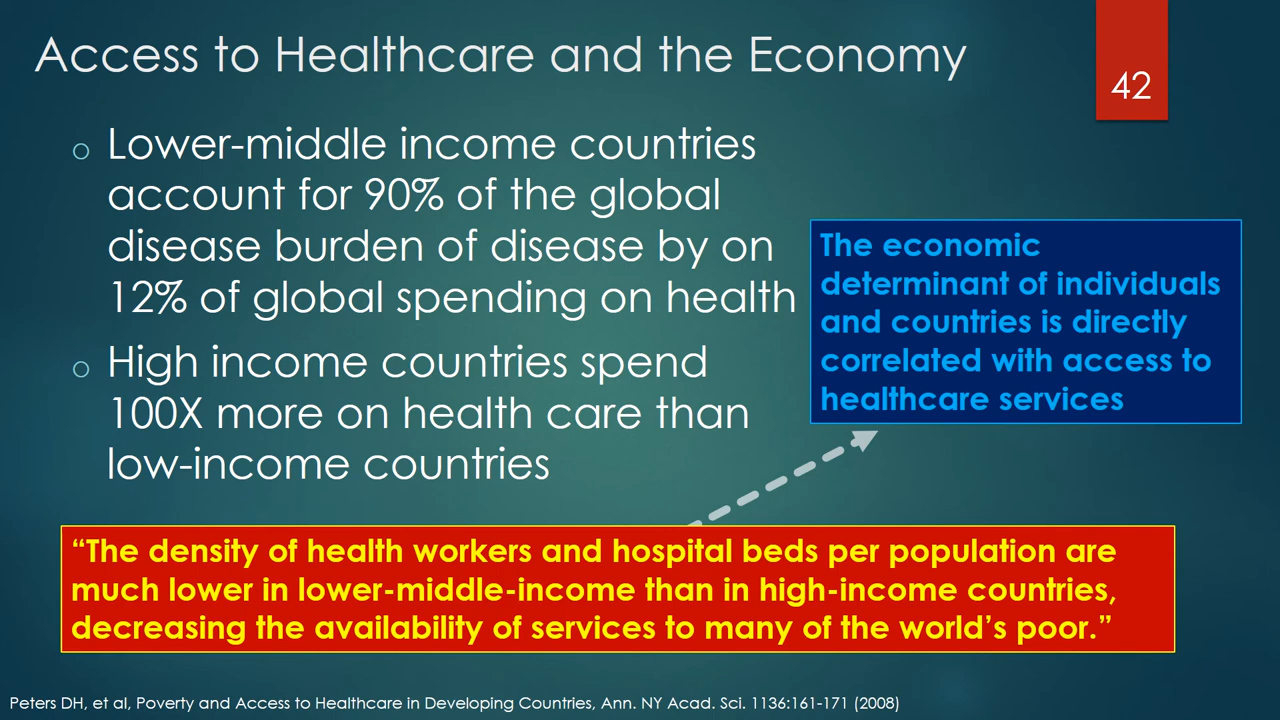 Access to Healthcare and the Economy
42
o Lower-middle income countries
account for 90% of the global
disease burden of disease by on
12% of global spending on health
o High income countries spend
100X more on health care than
low-income countries
The economic
determinant of individuals
and countries is directly
correlated with access to
healthcare services
“The density of health workers and hospital beds per population are
much lower in lower-middle-income than in high-income countries,
decreasing the availability of services to many of the world’s poor.”
Peters DH, et al, Poverty and Access to Healthcare in Developing Countries, Ann. NY Acad. Sci. 1136:161-171 (2008)